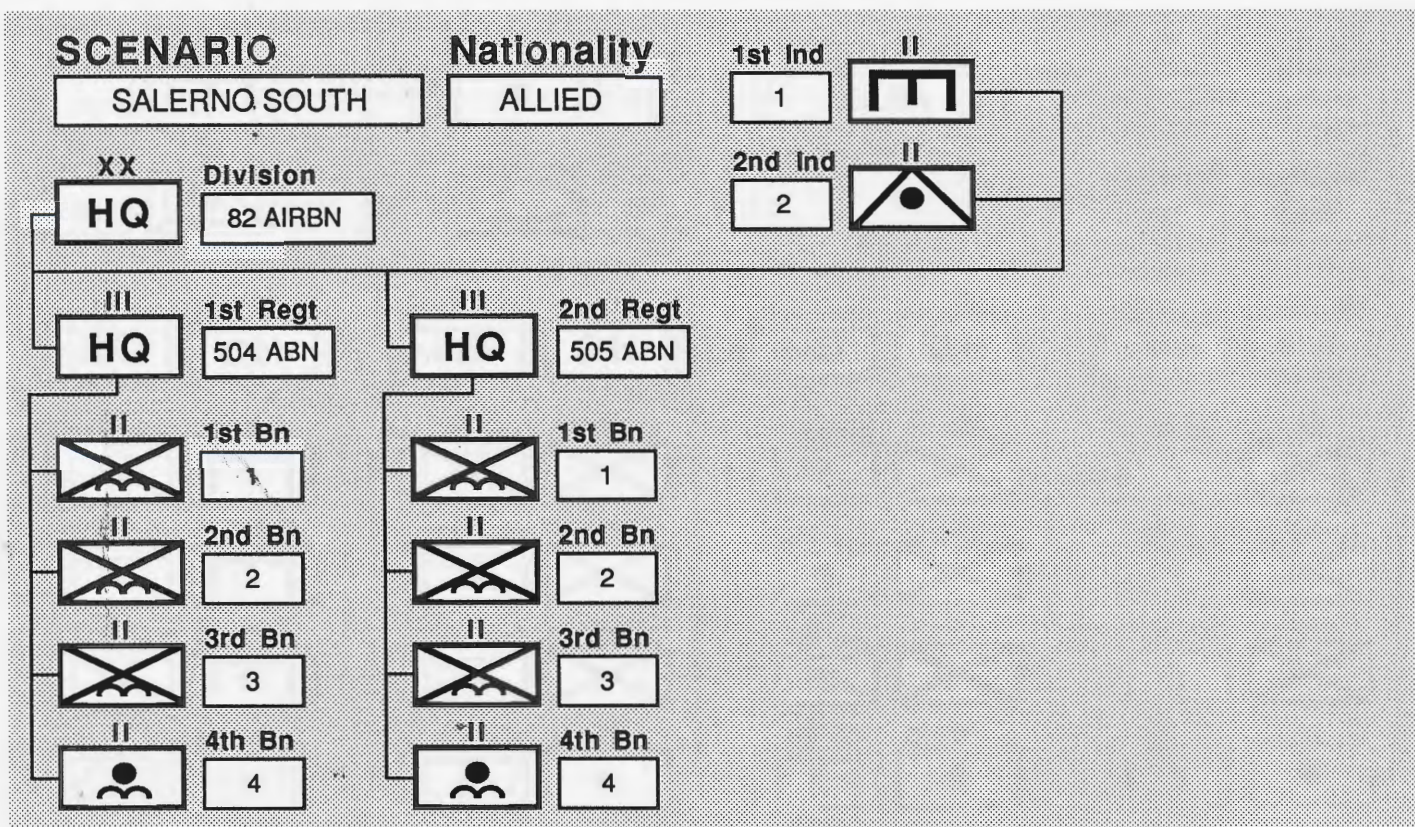 SCENARIO
Nationality
SALERNO SOUTH
ALLIED
1st Ind
II
1
2nd Ind
II
2
XX
Division
HQ
82 AIRBN
III
1st Regt
III
2nd Regt
HQ
504 ABN
HQ
505 ABN
II
1st Bn
II
1st Bn
1
1
II
2nd Bn
II
2nd Bn
2
2
II
3rd Bn
II
3rd Bn
3
3
II
4th Bn
II
4th Bn
4
4